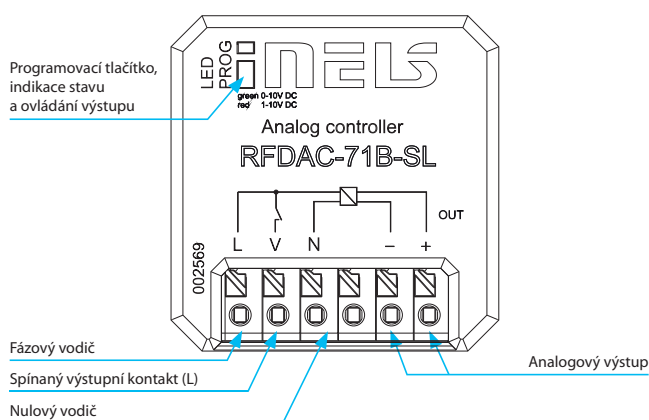 Programovací tlačítko,
indikace stavu
a ovládání výstupu
LED
PROG
NELS
green 0-10V DC
red 1-10V DC
Analog controller
RFDAC-71B-SL
OUT
L V N – +
002569
Fázový vodič
Spínaný výstupní kontakt (L)
Nulový vodič
Analogový výstup